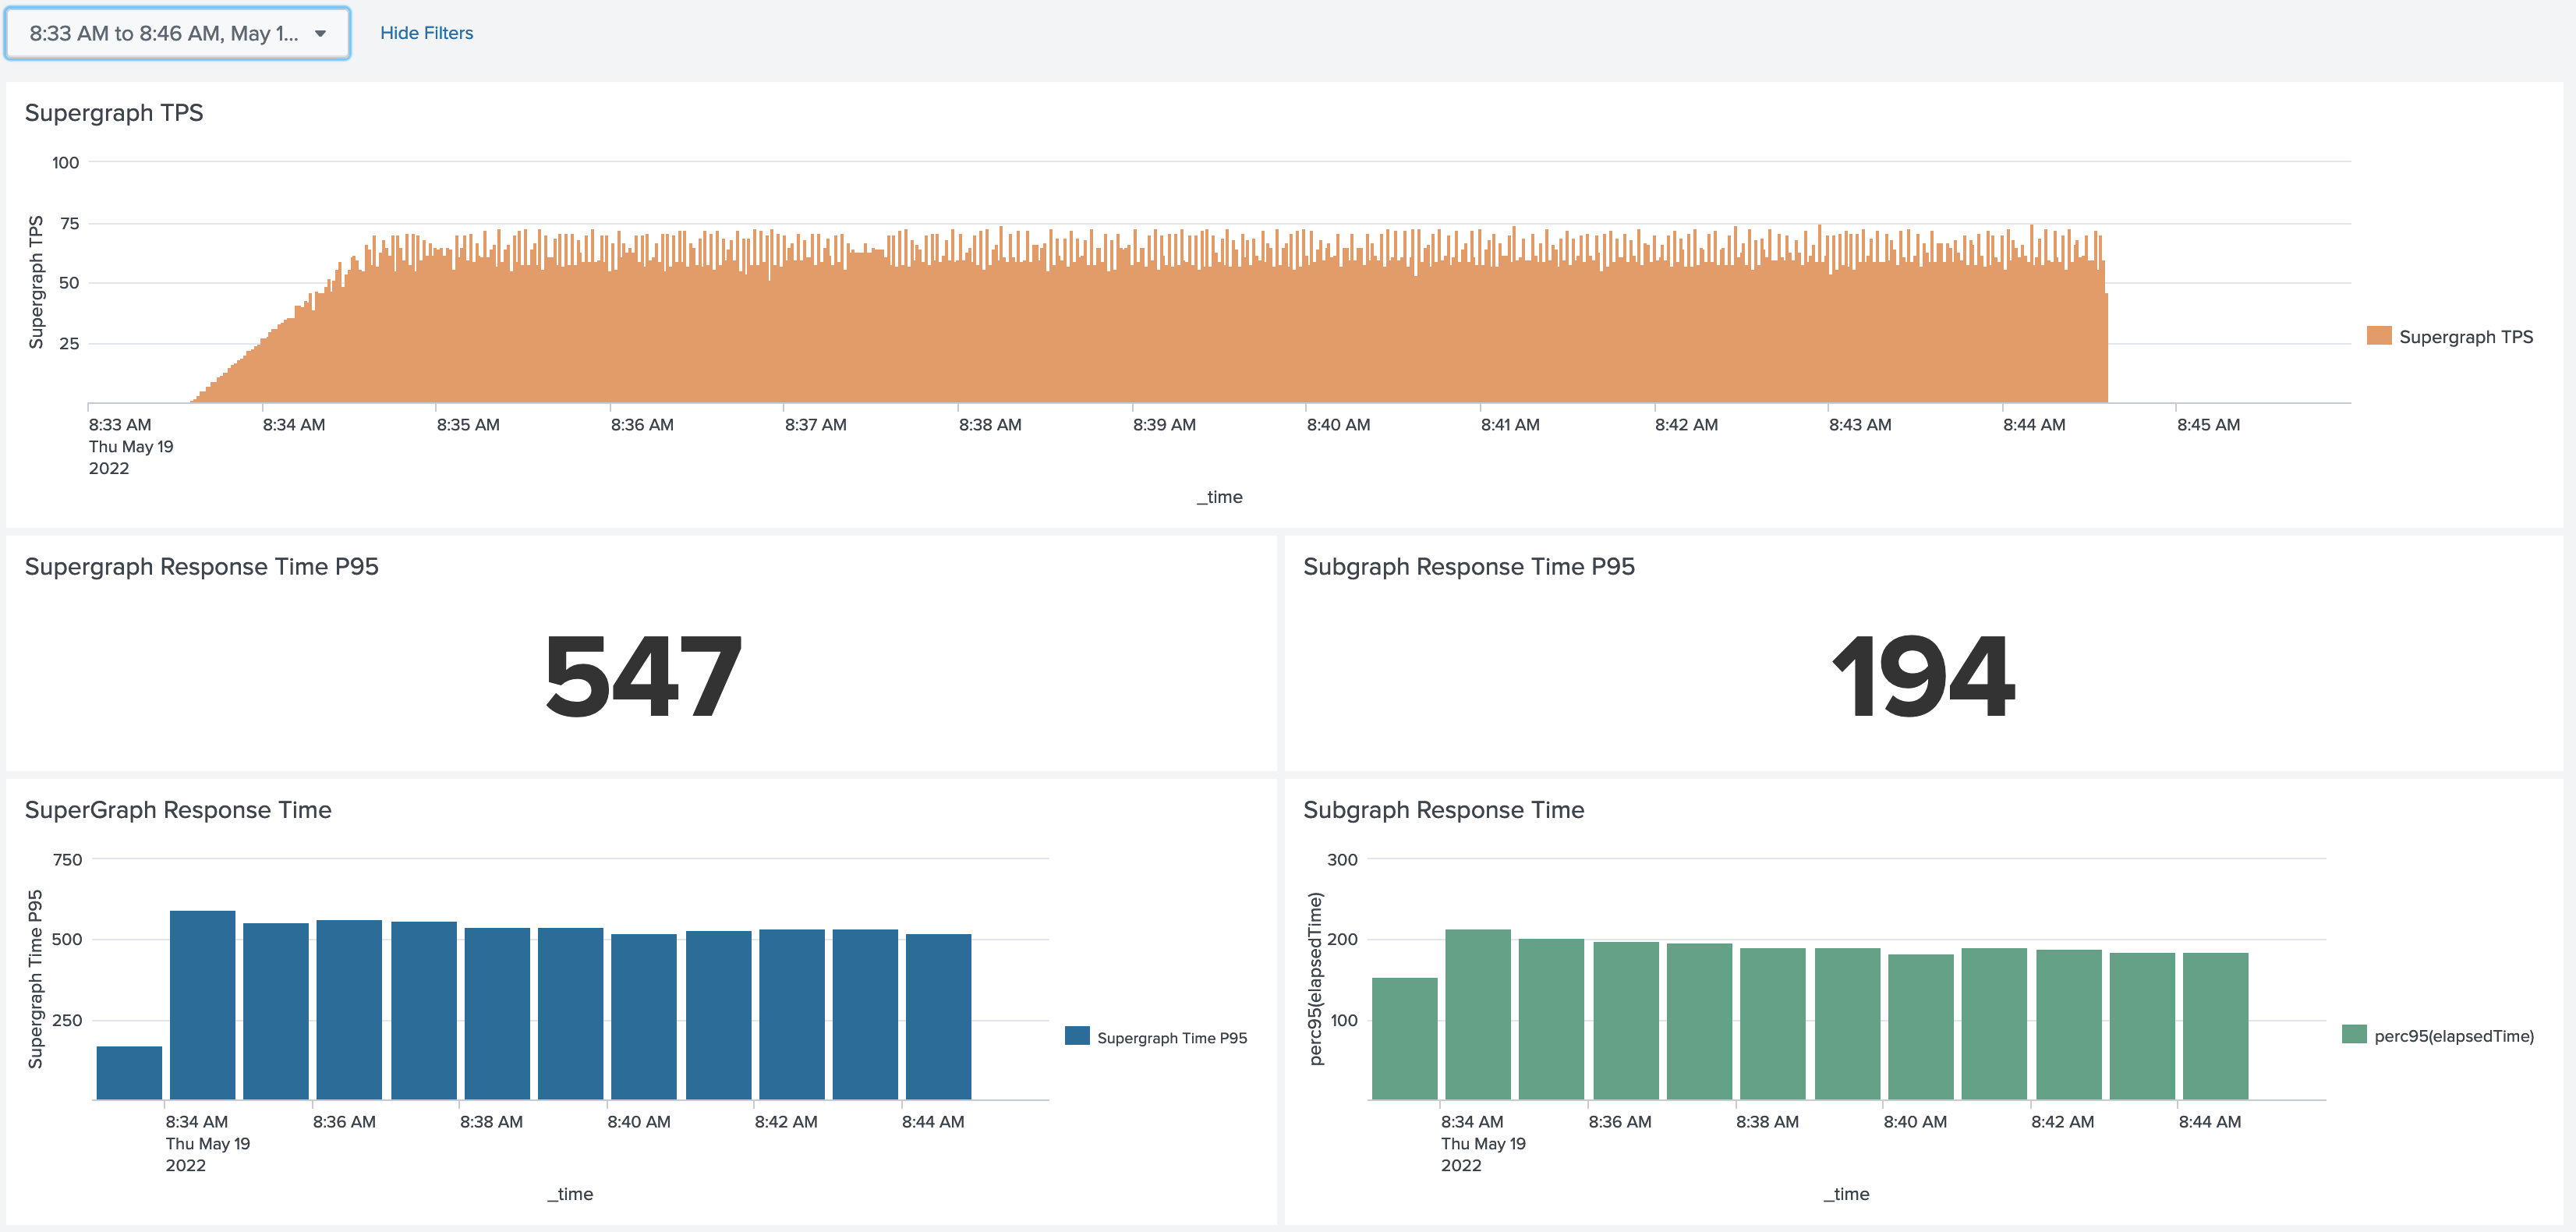 8:33 AM to 8:46 AM, May 1...
Hide Filters
Supergraph TPS
100
75
50
25
Supergraph TPS
Supergraph TPS
8:33 AM
Thu May 19
2022
8:34 AM
8:35 AM
8:36 AM
8:37 AM
8:38 AM
8:39 AM
8:40 AM
8:41 AM
8:42 AM
8:43 AM
8:44 AM
8:45 AM
_time
Supergraph Response Time P95
547
Subgraph Response Time P95
194
SuperGraph Response Time
750
500
250
Supergraph Time P95
Supergraph Time P95
8:34 AM
Thu May 19
2022
8:36 AM
8:38 AM
8:40 AM
8:42 AM
8:44 AM
_time
Subgraph Response Time
300
200
100
perc95(elapsedTime)
perc95(elapsedTime)
8:34 AM
Thu May 19
2022
8:36 AM
8:38 AM
8:40 AM
8:42 AM
8:44 AM
_time